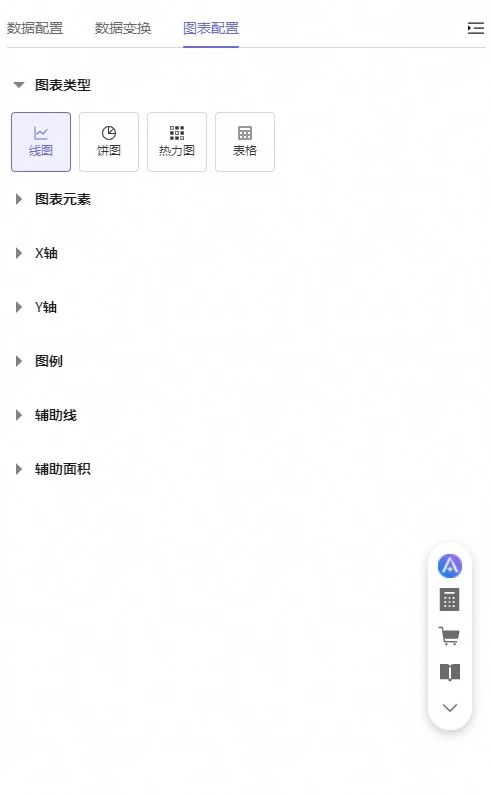 数据配置 数据变换 图表配置
图表类型
线图 饼图 热力图 表格
图表元素
X轴
Y轴
图例
辅助线
辅助面积